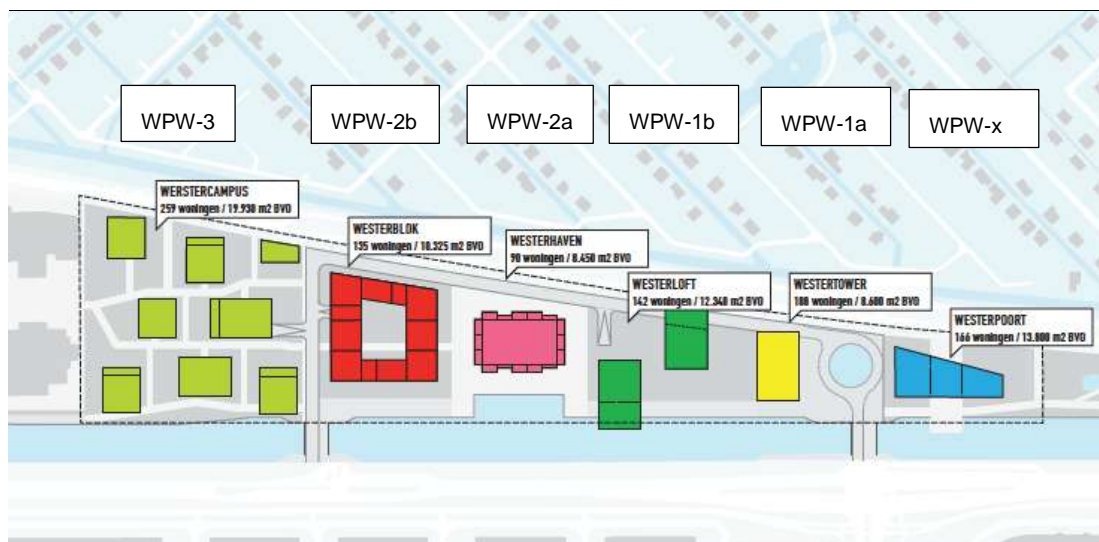 WPW-3
WPW-2b
WPW-2a
WPW-1b
WPW-1a
WPW-x
WERSTERCAMPUS
259 woningen / 19.930 m2 BVO
WESTERBLOK
135 woningen / 10.325 m2 BVO
WESTERHAVEN
90 woningen / 8.450 m2 BVO
WESTERLOFT
142 woningen / 12.340 m2 BVO
WESTERTOWER
188 woningen / 8.600 m2 BVO
WESTERPOORT
166 woningen / 13.800 m2 BVO